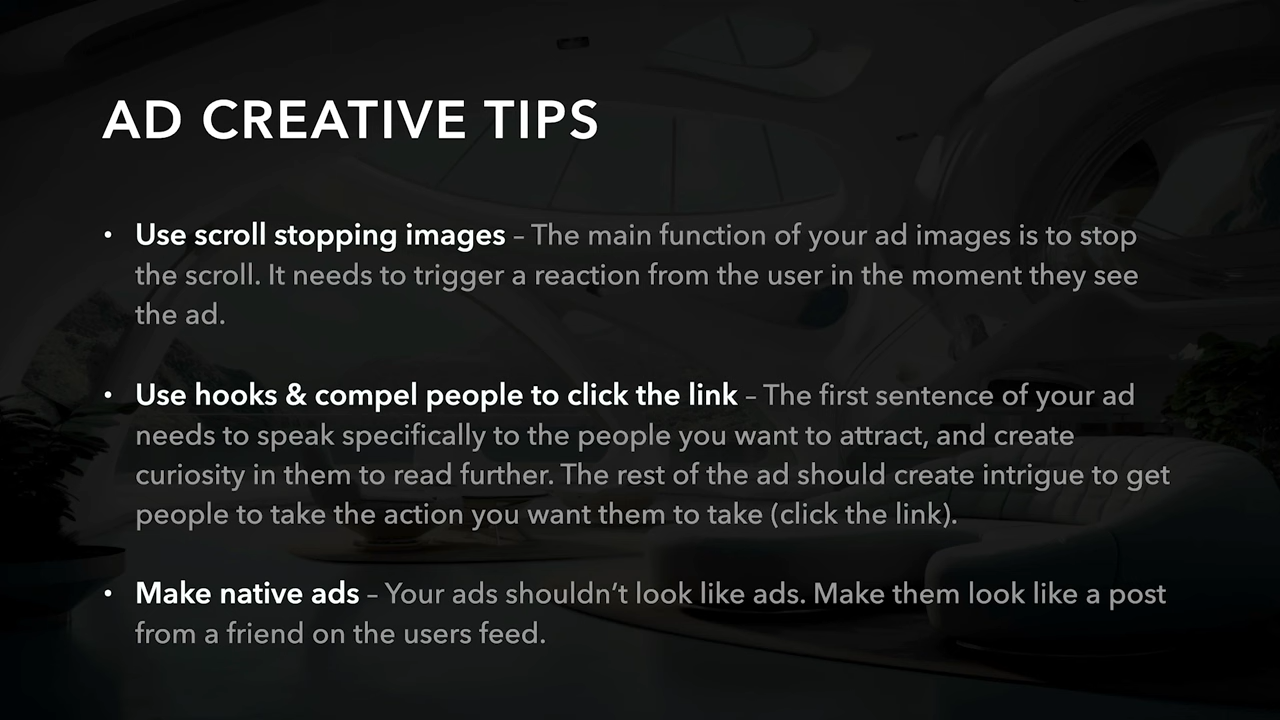 AD CREATIVE TIPS
• Use scroll stopping images – The main function of your ad images is to stop
the scroll. It needs to trigger a reaction from the user in the moment they see
the ad.
• Use hooks & compel people to click the link – The first sentence of your ad
needs to speak specifically to the people you want to attract, and create
curiosity in them to read further. The rest of the ad should create intrigue to get
people to take the action you want them to take (click the link).
• Make native ads – Your ads shouldn’t look like ads. Make them look like a post
from a friend on the users feed.